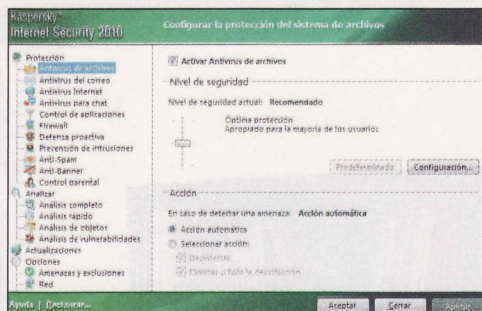 Kaspersky
Internet Security 2010
Configurar la protección del sistema de archivos
Protección
Antivirus de archivos
Antivirus del correo
Antivirus Internet
Antivirus para chat
Control de aplicaciones
Firewall
Defensa proactiva
Prevención de intrusiones
Anti-Spam
Anti-Banner
Control parental
Analizar
Análisis completo
Análisis rápido
Análisis de objetos
Análisis de vulnerabilidades
Actualizaciones
Opciones
Amenazas y exclusiones
Red
Activar Antivirus de archivos
Nivel de seguridad
Nivel de seguridad actual: Recomendado
Óptima protección
Apropiado para la mayoría de los usuarios
Predeterminado
Configuración...
Acción
En caso de detectar una amenaza: Acción automática
Acción automática
Seleccionar acción:
Desinfectar
Eliminar si falla la desinfección
Ayuda | Restaurar...
Aceptar
Cerrar
Aplicar